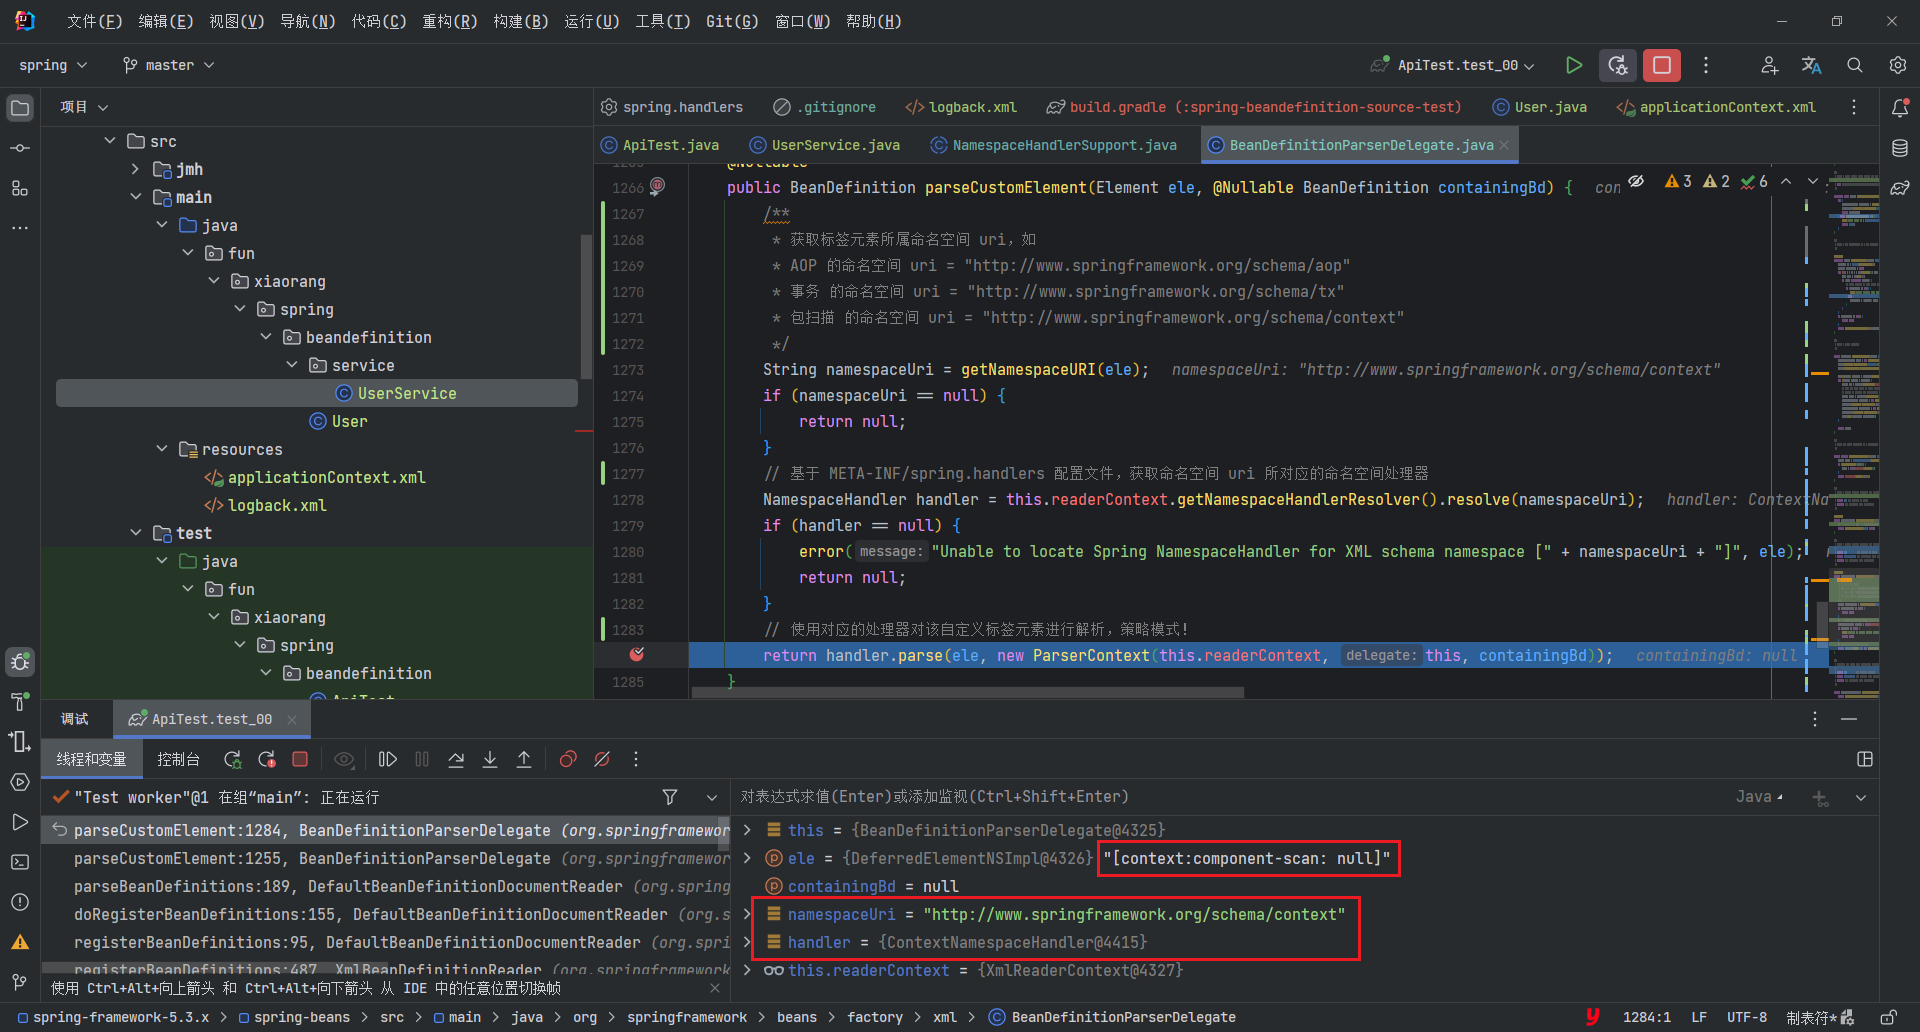 文件(F) 编辑(E) 视图(V) 导航(N) 代码(C) 重构(R) 构建(B) 运行(U) 工具(T) Git(G) 窗口(W) 帮助(H)
spring master ApiTest.test_00
项目
src
jmh
main
java
fun
xiaorang
spring
beandefinition
service
UserService
User
resources
applicationContext.xml
logback.xml
test
java
fun
xiaorang
spring
beandefinition
spring.handlers .gitignore logback.xml build.gradle (:spring-beandefinition-source-test) User.java applicationContext.xml
ApiTest.java UserService.java NamespaceHandlerSupport.java BeanDefinitionParserDelegate.java
@Nullable
3 2 6
1266 public BeanDefinition parseCustomElement(Element ele, @Nullable BeanDefinition containingBd) { con
1267 /**
1268 * 获取标签元素所属命名空间 uri，如
1269 * AOP 的命名空间 uri = "http://www.springframework.org/schema/aop"
1270 * 事务 的命名空间 uri = "http://www.springframework.org/schema/tx"
1271 * 包扫描 的命名空间 uri = "http://www.springframework.org/schema/context"
1272 */
1273 String namespaceUri = getNamespaceURI(ele); namespaceUri: "http://www.springframework.org/schema/context"
1274 if (namespaceUri == null) {
1275 return null;
1276 }
1277 // 基于 META-INF/spring.handlers 配置文件，获取命名空间 uri 所对应的命名空间处理器
1278 NamespaceHandler handler = this.readerContext.getNamespaceHandlerResolver().resolve(namespaceUri); handler: ContextNa
1279 if (handler == null) {
1280 error( message: "Unable to locate Spring NamespaceHandler for XML schema namespace [" + namespaceUri + "]", ele);
1281 return null;
1282 }
1283 // 使用对应的处理器对该自定义标签元素进行解析，策略模式！
return handler.parse(ele, new ParserContext(this.readerContext, delegate: this, containingBd)); containingBd: null
1285 }
调试 ApiTest.test_00
线程和变量 控制台
"Test worker"@1 在组“main”: 正在运行
parseCustomElement:1284, BeanDefinitionParserDelegate (org.springframewor
parseCustomElement:1255, BeanDefinitionParserDelegate (org.springframewor
parseBeanDefinitions:189, DefaultBeanDefinitionDocumentReader (org.spring
doRegisterBeanDefinitions:155, DefaultBeanDefinitionDocumentReader (org.s
registerBeanDefinitions:95, DefaultBeanDefinitionDocumentReader (org.spri
registerBeanDefinitions:487, XmlBeanDefinitionReader (org.springframework
使用 Ctrl+Alt+向上箭头 和 Ctrl+Alt+向下箭头 从 IDE 中的任意位置切换帧
对表达式求值(Enter)或添加监视(Ctrl+Shift+Enter) Java
this = {BeanDefinitionParserDelegate@4325}
ele = {DeferredElementNSImpl@4326} "[context:component-scan: null]"
containingBd = null
namespaceUri = "http://www.springframework.org/schema/context"
handler = {ContextNamespaceHandler@4415}
this.readerContext = {XmlReaderContext@4327}
spring-framework-5.3.x > spring-beans > src > main > java > org > springframework > beans > factory > xml > BeanDefinitionParserDelegate 1284:1 LF UTF-8 制表符*